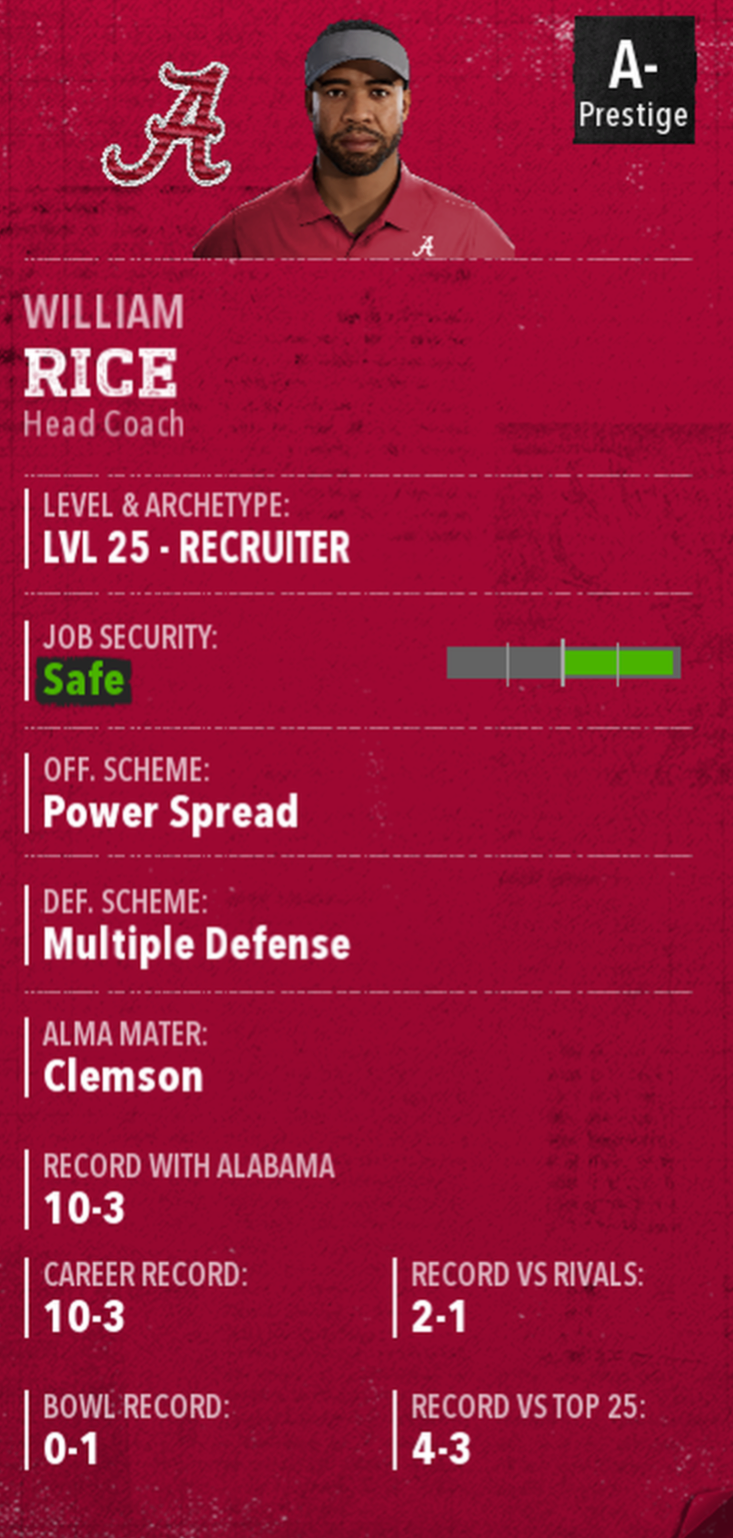 A
A-
Prestige
A
WILLIAM
RICE
Head Coach
LEVEL & ARCHETYPE:
LVL 25 - RECRUITER
JOB SECURITY:
Safe
OFF. SCHEME:
Power Spread
DEF. SCHEME:
Multiple Defense
ALMA MATER:
Clemson
RECORD WITH ALABAMA
10-3
CAREER RECORD:
10-3
RECORD VS RIVALS:
2-1
BOWL RECORD:
0-1
RECORD VS TOP 25:
4-3